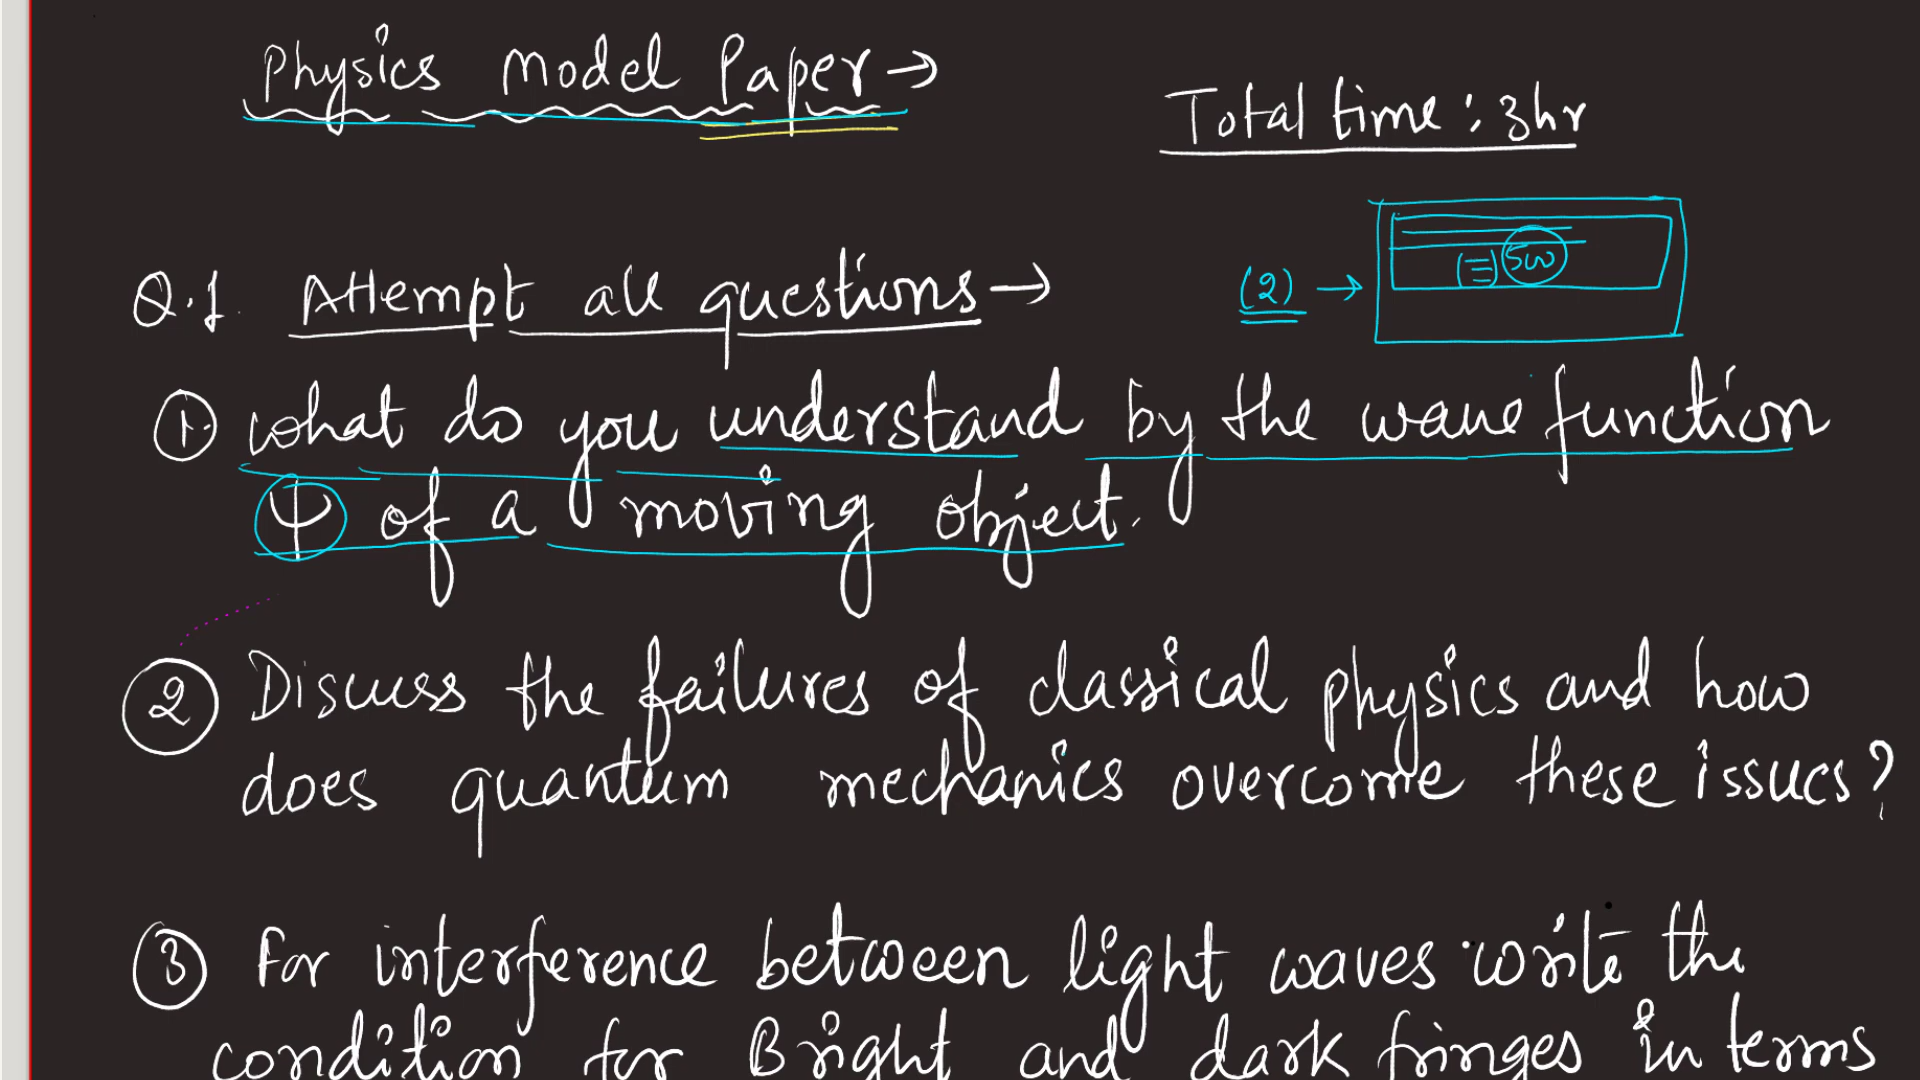 Physics Model Paper →
Total time : 3hr
Q.1. Attempt all questions →
(2) →
① what do you understand by the wave function
ψ of a moving object.
② Discuss the failures of classical physics and how
does quantum mechanics overcome these issues?
③ For interference between light waves write the
condition for Bright and dark fringes in terms